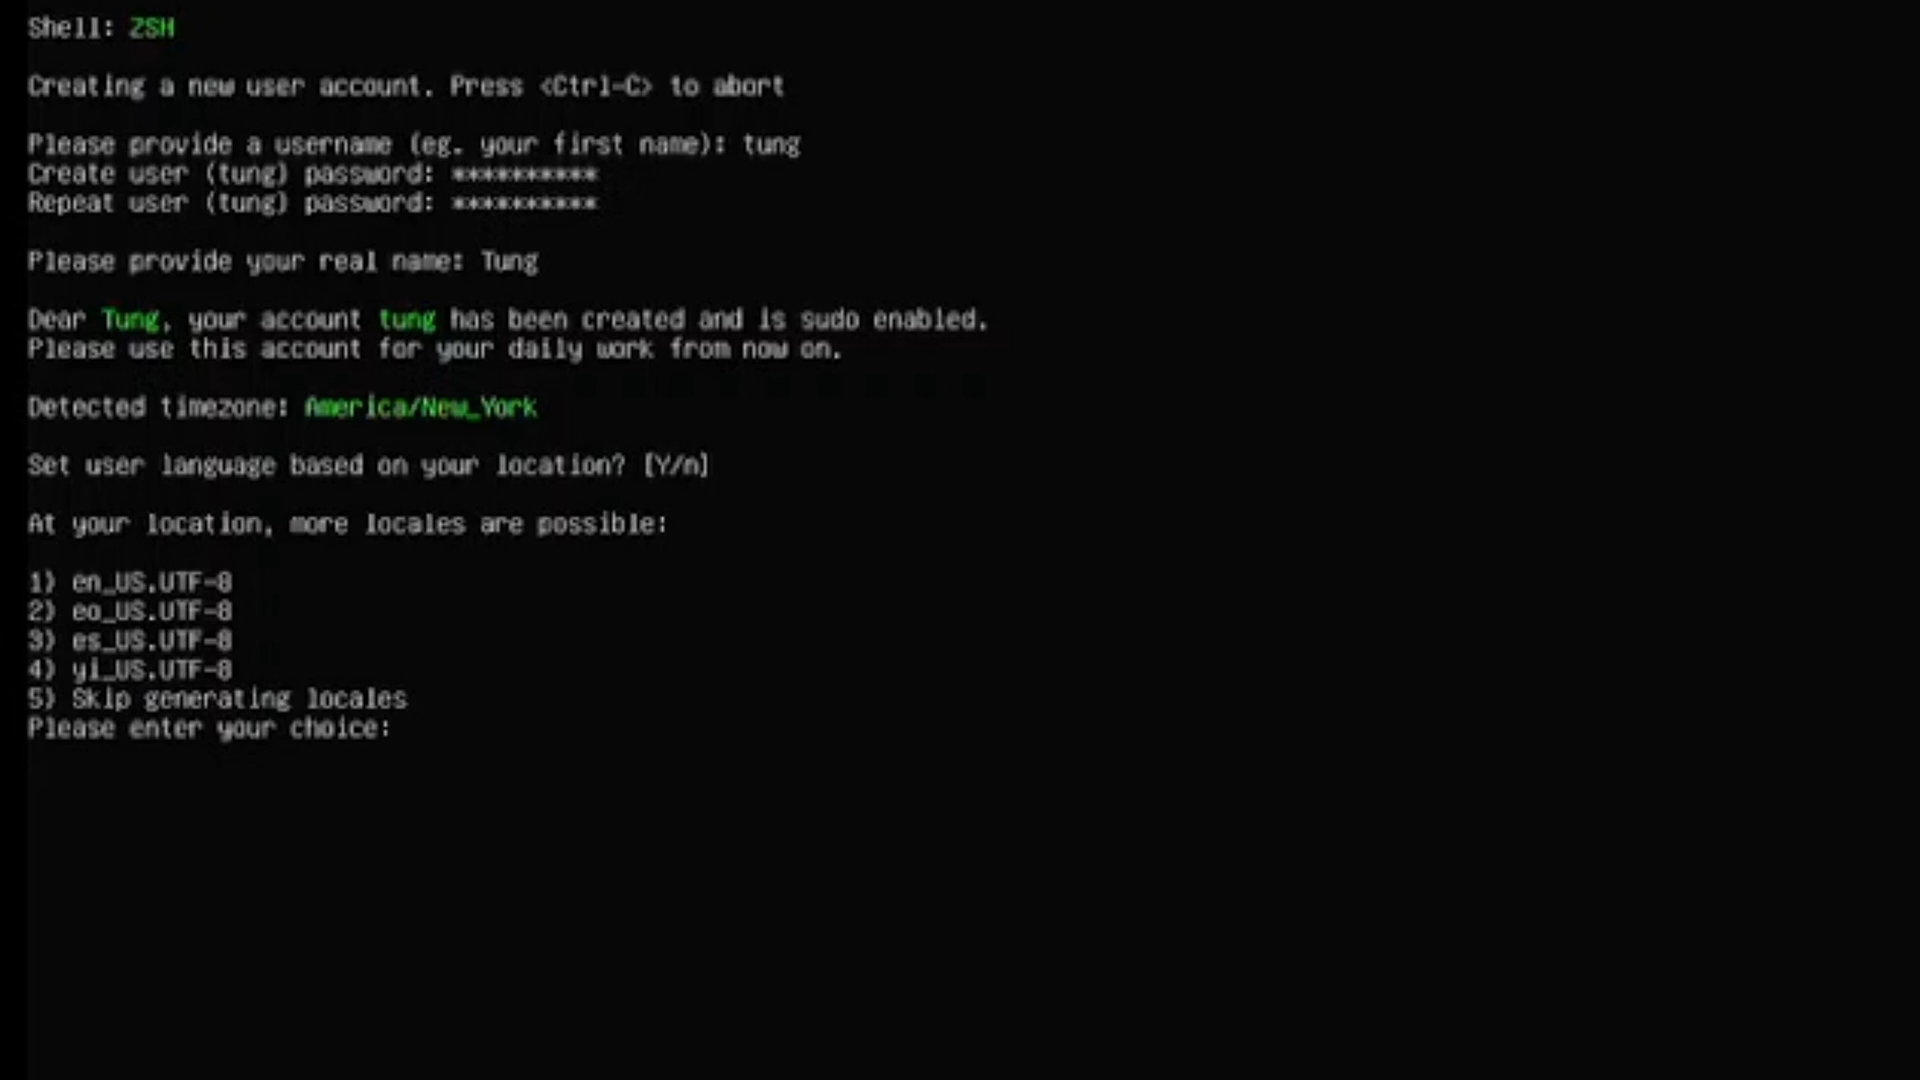 Shell: ZSH
Creating a new user account. Press <Ctrl-C> to abort
Please provide a username (eg. your first name): tung
Create user (tung) password: **********
Repeat user (tung) password: **********
Please provide your real name: Tung
Dear Tung, your account tung has been created and is sudo enabled.
Please use this account for your daily work from now on.
Detected timezone: America/New_York
Set user language based on your location? [Y/n]
At your location, more locales are possible:
1) en_US.UTF-8
2) eo_US.UTF-8
3) es_US.UTF-8
4) yi_US.UTF-8
5) Skip generating locales
Please enter your choice: